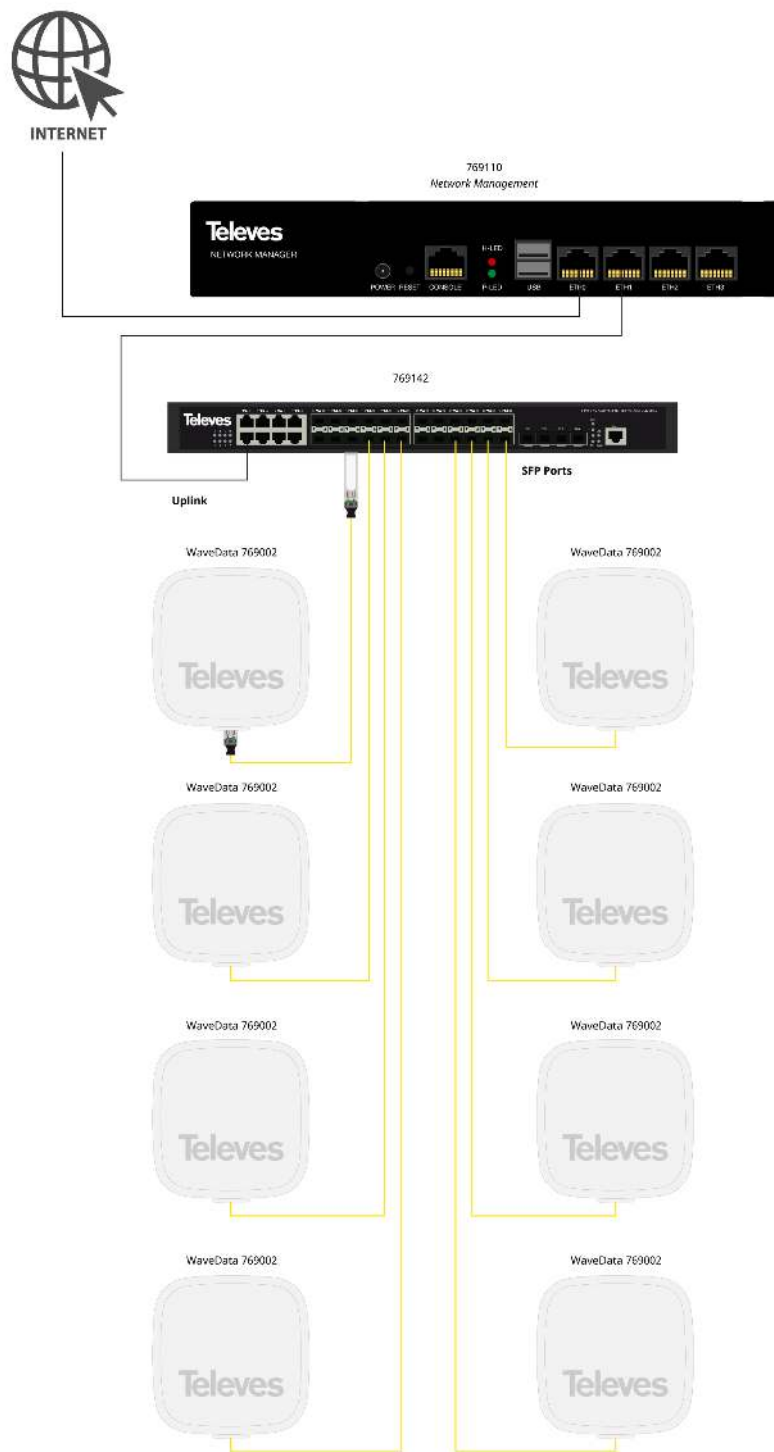 INTERNET
769110
Network Management
Televes
NETWORK MANAGER
H-LED
POWER RESET CONSOLE P-LED USB ETH0 ETH1 ETH2 ETH3
769142
Televes
SFP Ports
Uplink
WaveData 769002
WaveData 769002
Televes
Televes
WaveData 769002
WaveData 769002
Televes
Televes
WaveData 769002
WaveData 769002
Televes
Televes
WaveData 769002
WaveData 769002
Televes
Televes